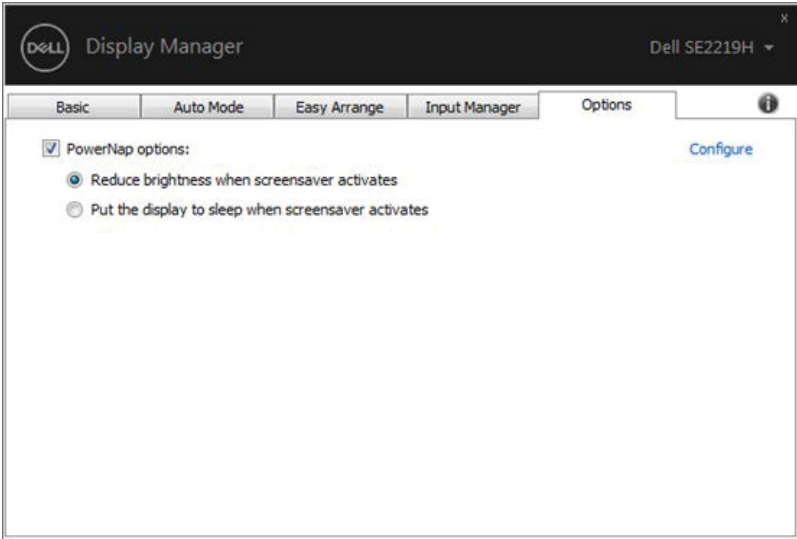 x
DELL Display Manager Dell SE2219H
Basic Auto Mode Easy Arrange Input Manager Options i
PowerNap options: Configure
Reduce brightness when screensaver activates
Put the display to sleep when screensaver activates